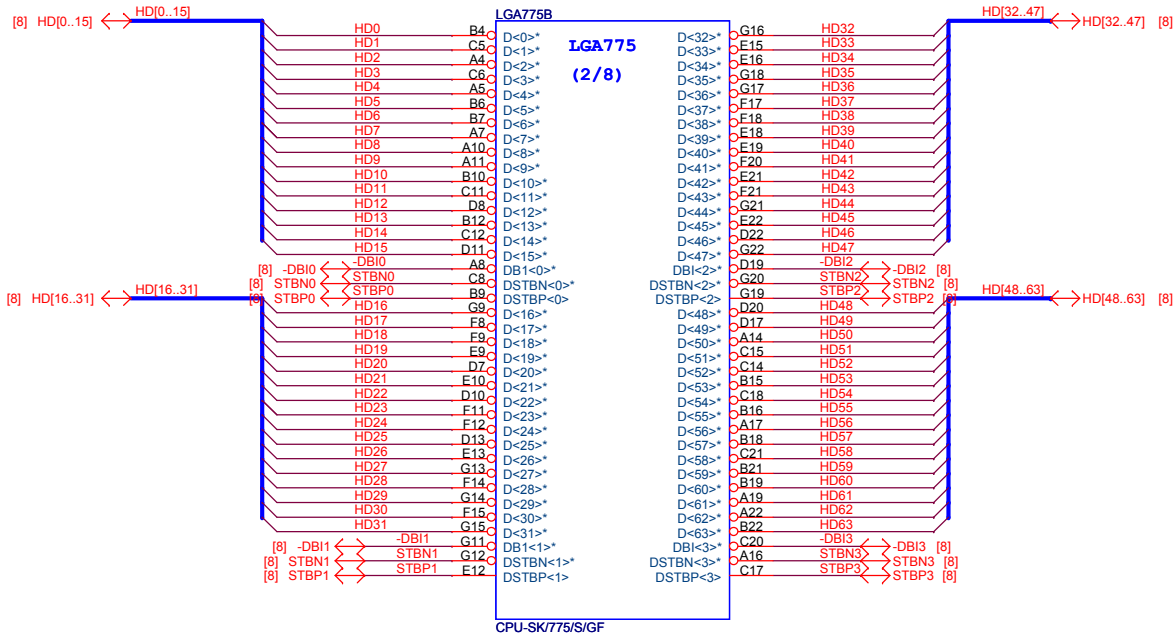 LGA775B
LGA775
(2/8)
[8] HD[0..15] HD[0..15]
HD0 B4 D<0>*
HD1 C5 D<1>*
HD2 A4 D<2>*
HD3 C6 D<3>*
HD4 A5 D<4>*
HD5 B6 D<5>*
HD6 B7 D<6>*
HD7 A7 D<7>*
HD8 A10 D<8>*
HD9 A11 D<9>*
HD10 B10 D<10>*
HD11 C11 D<11>*
HD12 D8 D<12>*
HD13 B12 D<13>*
HD14 C12 D<14>*
HD15 D11 D<15>*
[8] -DBI0 -DBI0 A8 DB1<0>*
[8] STBN0 STBN0 C8 DSTBN<0>*
[8] STBP0 STBP0 B9 DSTBP<0>
[8] HD[16..31] HD[16..31]
HD16 G9 D<16>*
HD17 F8 D<17>*
HD18 F9 D<18>*
HD19 E9 D<19>*
HD20 D7 D<20>*
HD21 E10 D<21>*
HD22 D10 D<22>*
HD23 F11 D<23>*
HD24 F12 D<24>*
HD25 D13 D<25>*
HD26 E13 D<26>*
HD27 G13 D<27>*
HD28 F14 D<28>*
HD29 G14 D<29>*
HD30 F15 D<30>*
HD31 G15 D<31>*
[8] -DBI1 -DBI1 G11 DB1<1>*
[8] STBN1 STBN1 G12 DSTBN<1>*
[8] STBP1 STBP1 E12 DSTBP<1>
HD[32..47] HD[32..47] [8]
D<32>* G16 HD32
D<33>* E15 HD33
D<34>* E16 HD34
D<35>* G18 HD35
D<36>* G17 HD36
D<37>* F17 HD37
D<38>* F18 HD38
D<39>* E18 HD39
D<40>* E19 HD40
D<41>* F20 HD41
D<42>* E21 HD42
D<43>* F21 HD43
D<44>* G21 HD44
D<45>* E22 HD45
D<46>* D22 HD46
D<47>* G22 HD47
DBI<2>* D19 -DBI2 -DBI2 [8]
DSTBN<2>* G20 STBN2 STBN2 [8]
DSTBP<2> G19 STBP2 STBP2 [8]
HD[48..63] HD[48..63] [8]
D<48>* D20 HD48
D<49>* D17 HD49
D<50>* A14 HD50
D<51>* C15 HD51
D<52>* C14 HD52
D<53>* B15 HD53
D<54>* C18 HD54
D<55>* B16 HD55
D<56>* A17 HD56
D<57>* B18 HD57
D<58>* C21 HD58
D<59>* B21 HD59
D<60>* B19 HD60
D<61>* A19 HD61
D<62>* A22 HD62
D<63>* B22 HD63
DBI<3>* C20 -DBI3 -DBI3 [8]
DSTBN<3>* A16 STBN3 STBN3 [8]
DSTBP<3> C17 STBP3 STBP3 [8]
CPU-SK/775/S/GF